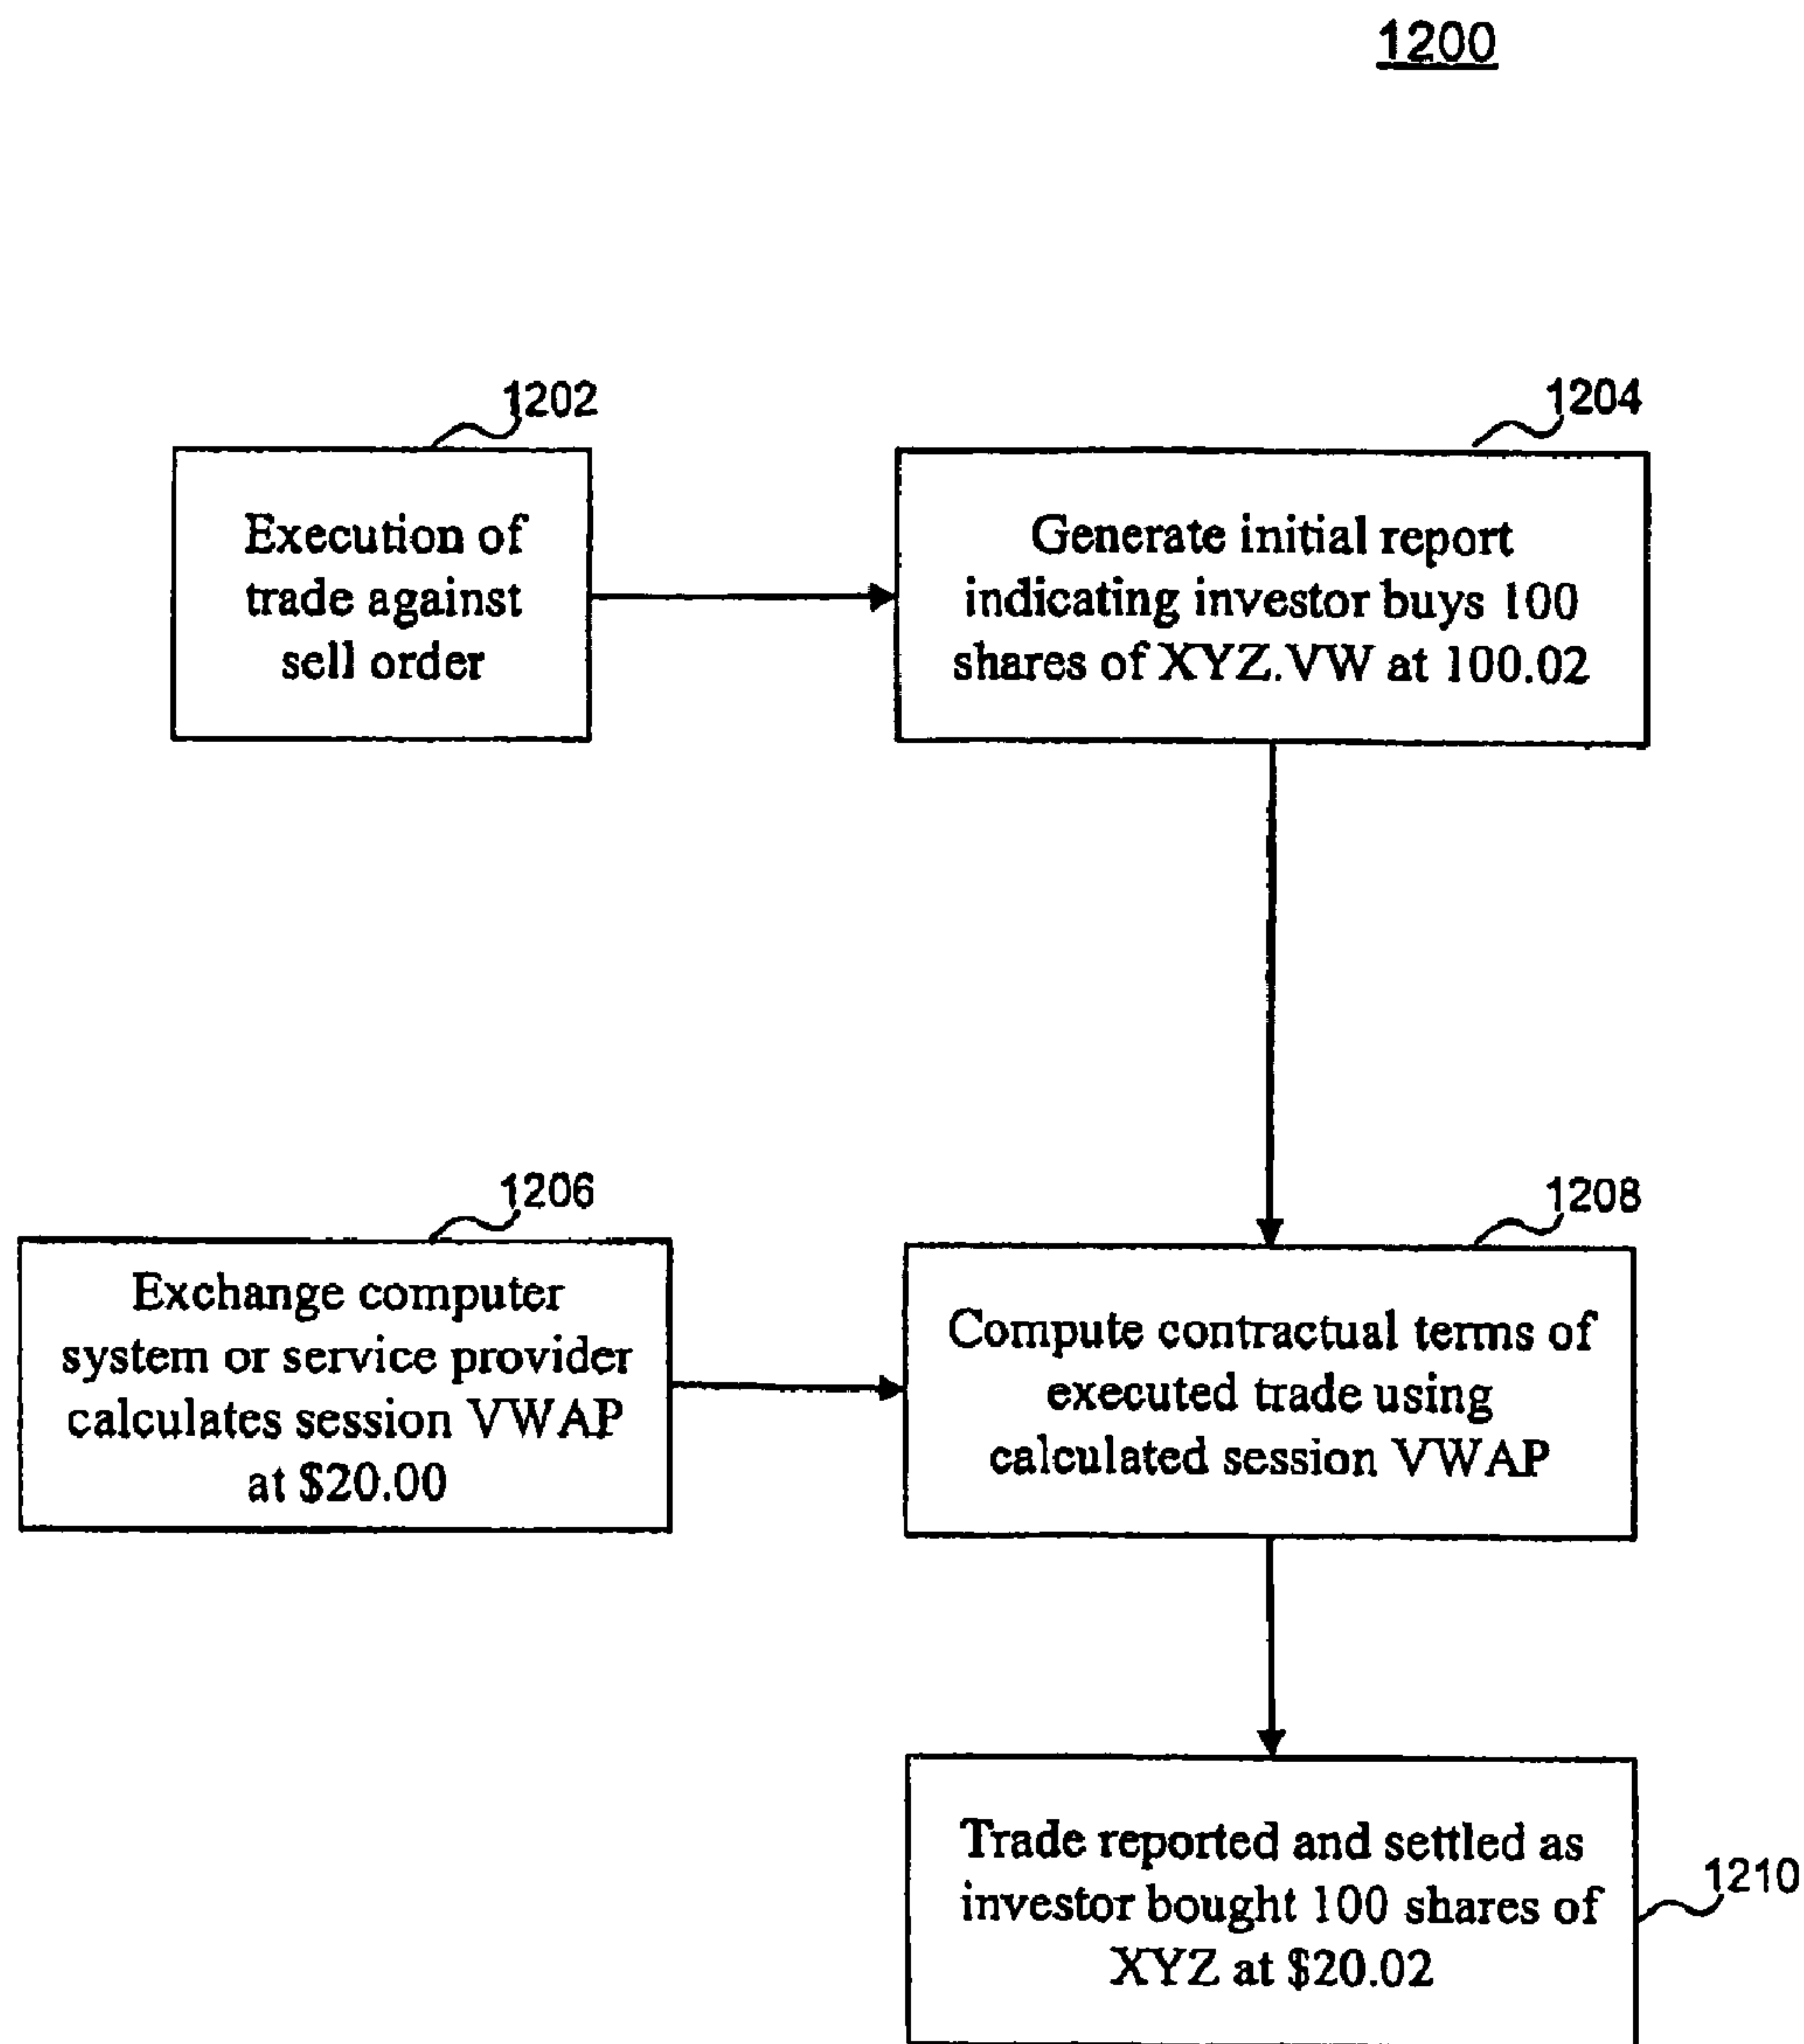 1200
1202
Execution of
trade against
sell order
1204
Generate initial report
indicating investor buys 100
shares of XYZ.VW at 100.02
1206
Exchange computer
system or service provider
calculates session VWAP
at $20.00
1208
Compute contractual terms of
executed trade using
calculated session VWAP
Trade reported and settled as
investor bought 100 shares of
XYZ at $20.02
1210